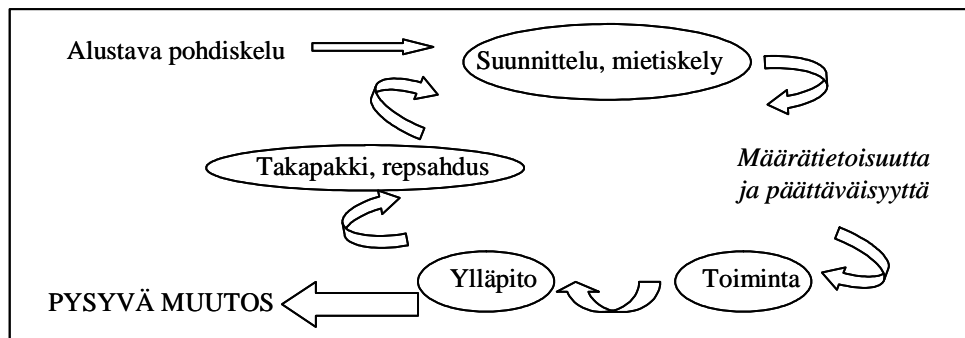 Alustava pohdiskelu
Suunnittelu, mietiskely
Takapakki, repsahdus
Määrätietoisuutta
ja päättäväisyyttä
Ylläpito
Toiminta
PYSYVÄ MUUTOS